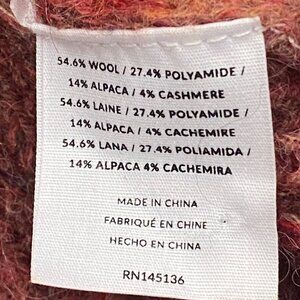 54.6% WOOL / 27.4% POLYAMIDE /
14% ALPACA / 4% CASHMERE
54.6% LAINE / 27.4% POLYAMIDE /
14% ALPACA / 4% CACHEMIRE
54.6% LANA / 27.4% POLIAMIDA /
14% ALPACA 4% CACHEMIRA
MADE IN CHINA
FABRIQUÉ EN CHINE
HECHO EN CHINA
RN145136